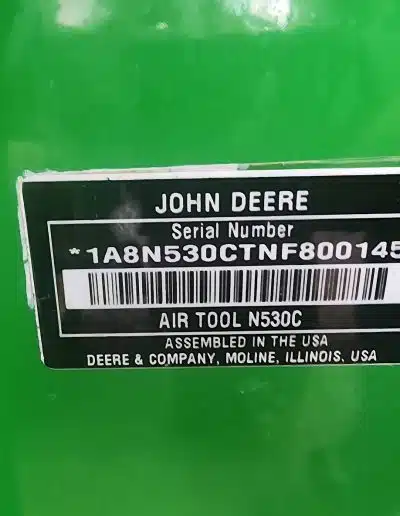 JOHN DEERE
Serial Number
*1A8N530CTNF800145
AIR TOOL N530C
ASSEMBLED IN THE USA
DEERE & COMPANY, MOLINE, ILLINOIS, USA